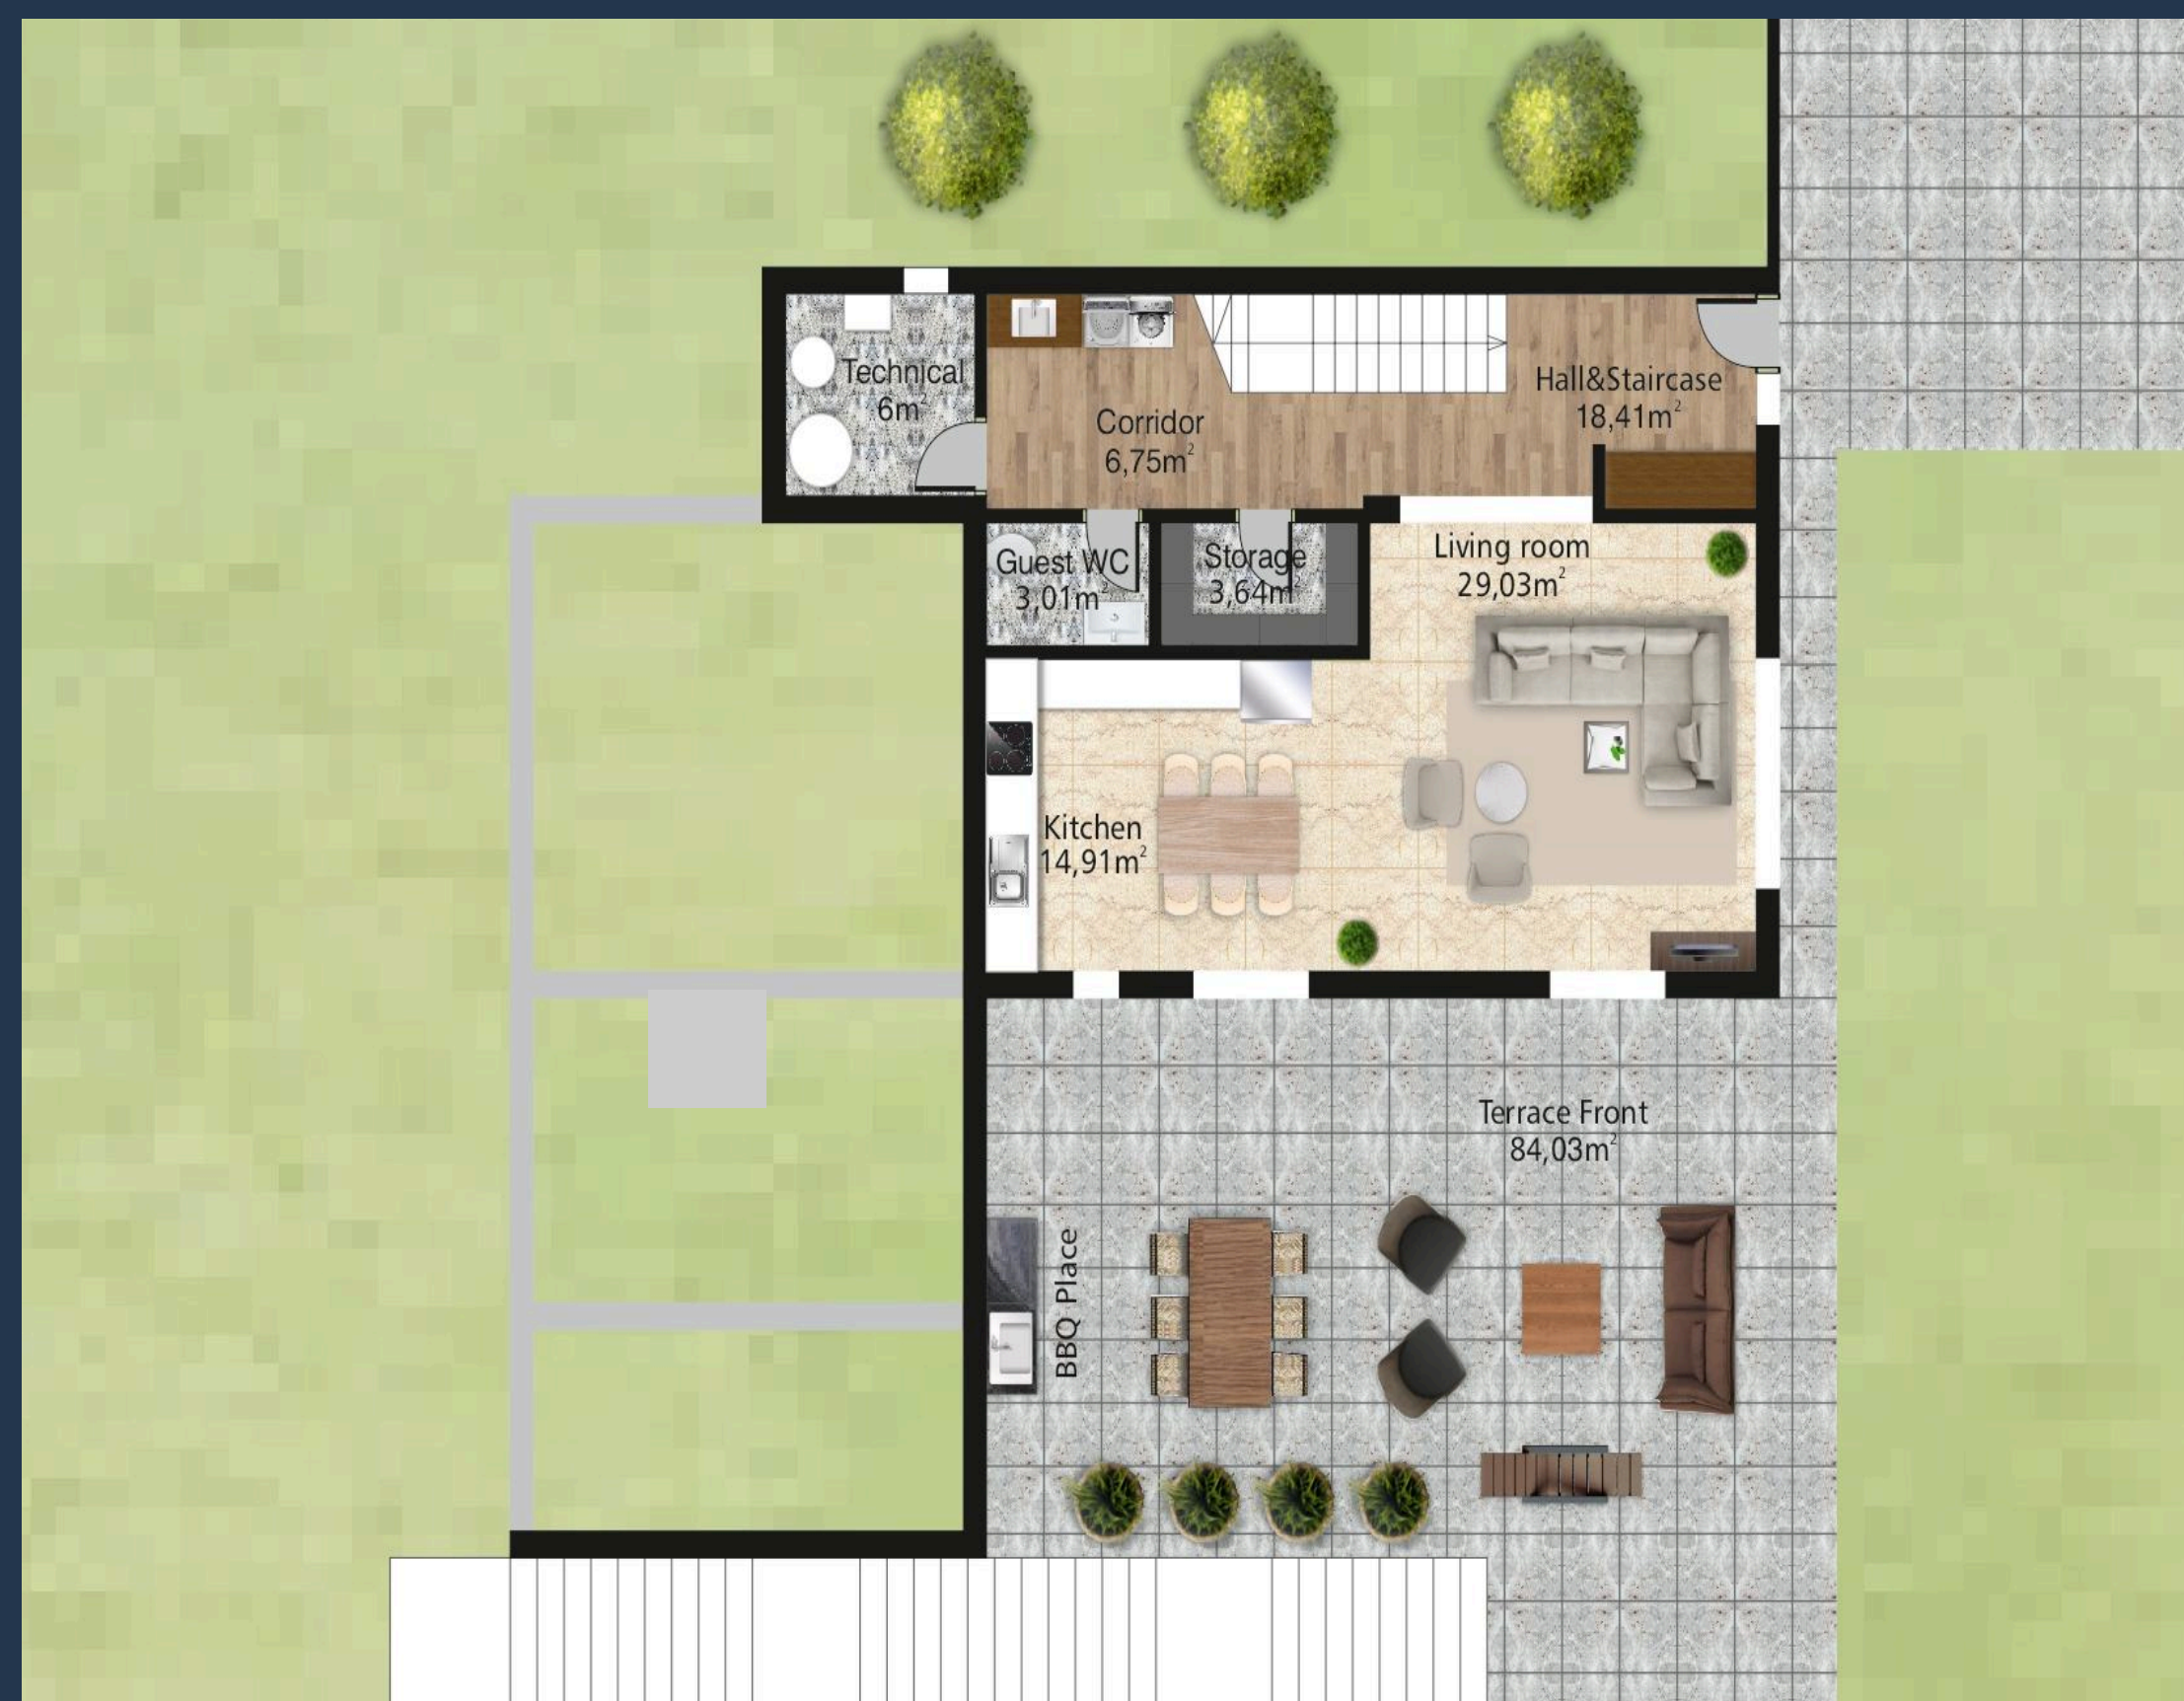 Technical
6m²
Corridor
6,75m²
Hall&Staircase
18,41m²
Guest WC
3,01m²
Storage
3,64m²
Living room
29,03m²
Kitchen
14,91m²
Terrace Front
84,03m²
BBQ Place